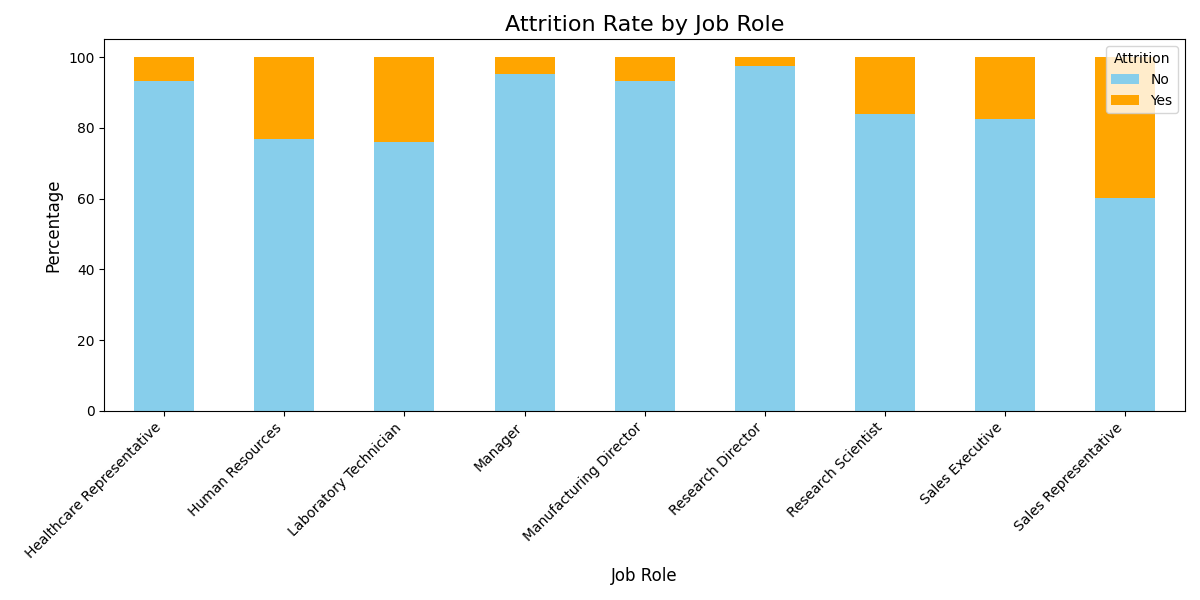 Attrition Rate by Job Role
Attrition
No
Yes
Percentage
100
80
60
40
20
0
Healthcare Representative
Human Resources
Laboratory Technician
Manager
Manufacturing Director
Research Director
Research Scientist
Sales Executive
Sales Representative
Job Role